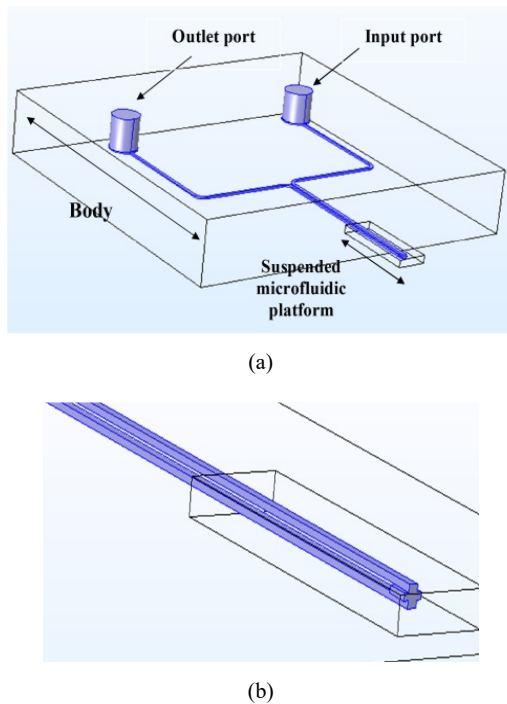 Outlet port
Input port
Body
Suspended
microfluidic
platform
(a)
(b)